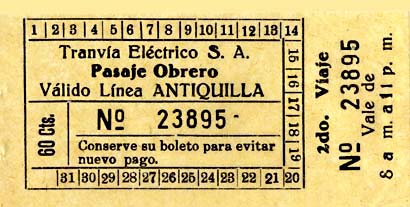 1 2 3 4 5 6 7 8 9 10 11 12 13 14
Tranvía Eléctrico S. A.
Pasaje Obrero
Válido Línea ANTIQUILLA
60 Cts.
Nº 23895
Conserve su boleto para evitar
nuevo pago.
15 16 17 18 19
31 30 29 28 27 26 25 24 23 22 21 20
2do. Viaje
Nº 23895
Vale de
8 am. a 11 p. m.